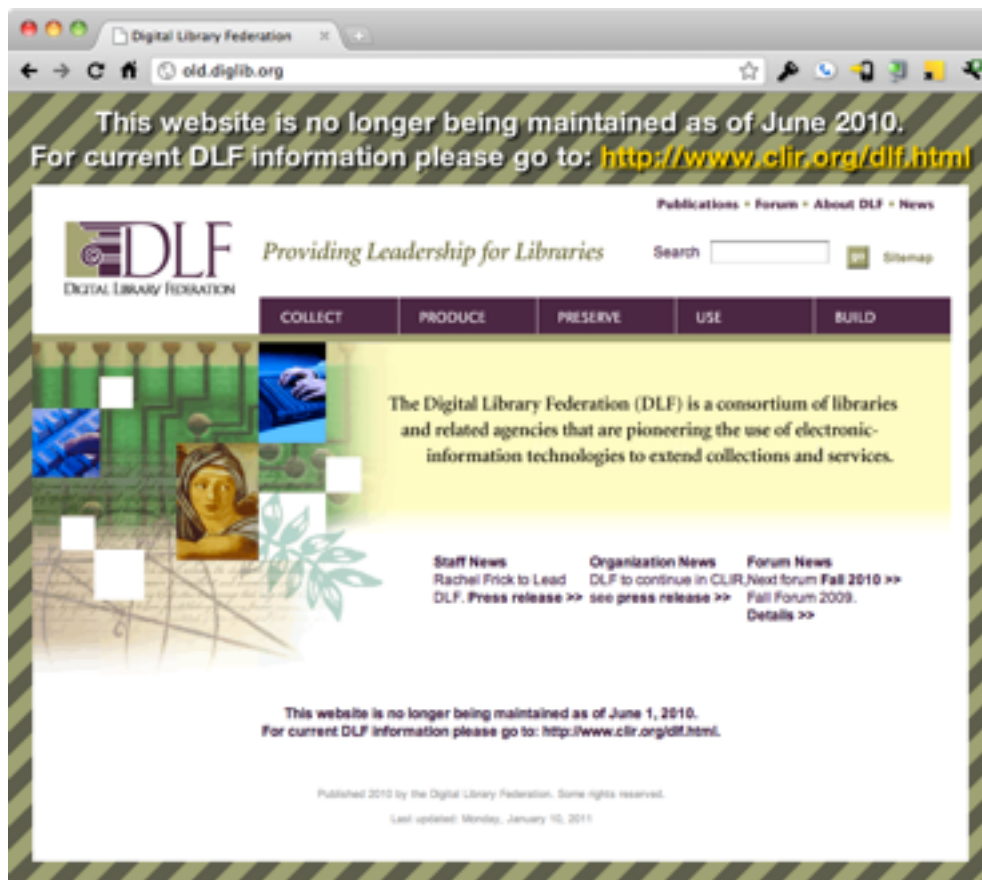 Digital Library Federation
old.diglib.org
This website is no longer being maintained as of June 2010.
For current DLF information please go to: http://www.clir.org/dlf.html
Publications • Forum • About DLF • News
DLF
DIGITAL LIBRARY FEDERATION
Providing Leadership for Libraries
Search
Sitemap
COLLECT PRODUCE PRESERVE USE BUILD
The Digital Library Federation (DLF) is a consortium of libraries
and related agencies that are pioneering the use of electronic-
information technologies to extend collections and services.
Staff News
Rachel Frick to Lead
DLF. Press release >>
Organization News
DLF to continue in CLIR,
see press release >>
Forum News
Next forum Fall 2010 >>
Fall Forum 2009.
Details >>
This website is no longer being maintained as of June 1, 2010.
For current DLF information please go to: http://www.clir.org/dlf.html.
Published 2010 by the Digital Library Federation. Some rights reserved.
Last updated: Monday, January 10, 2011